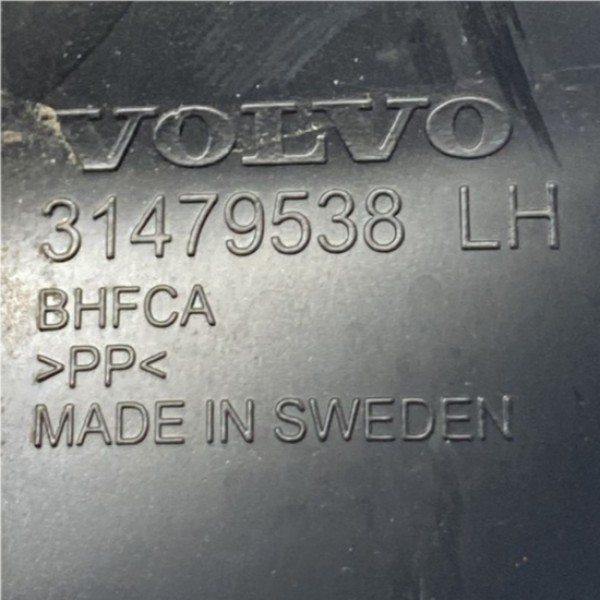 VOLVO
31479538 LH
BHFCA
>PP<
MADE IN SWEDEN